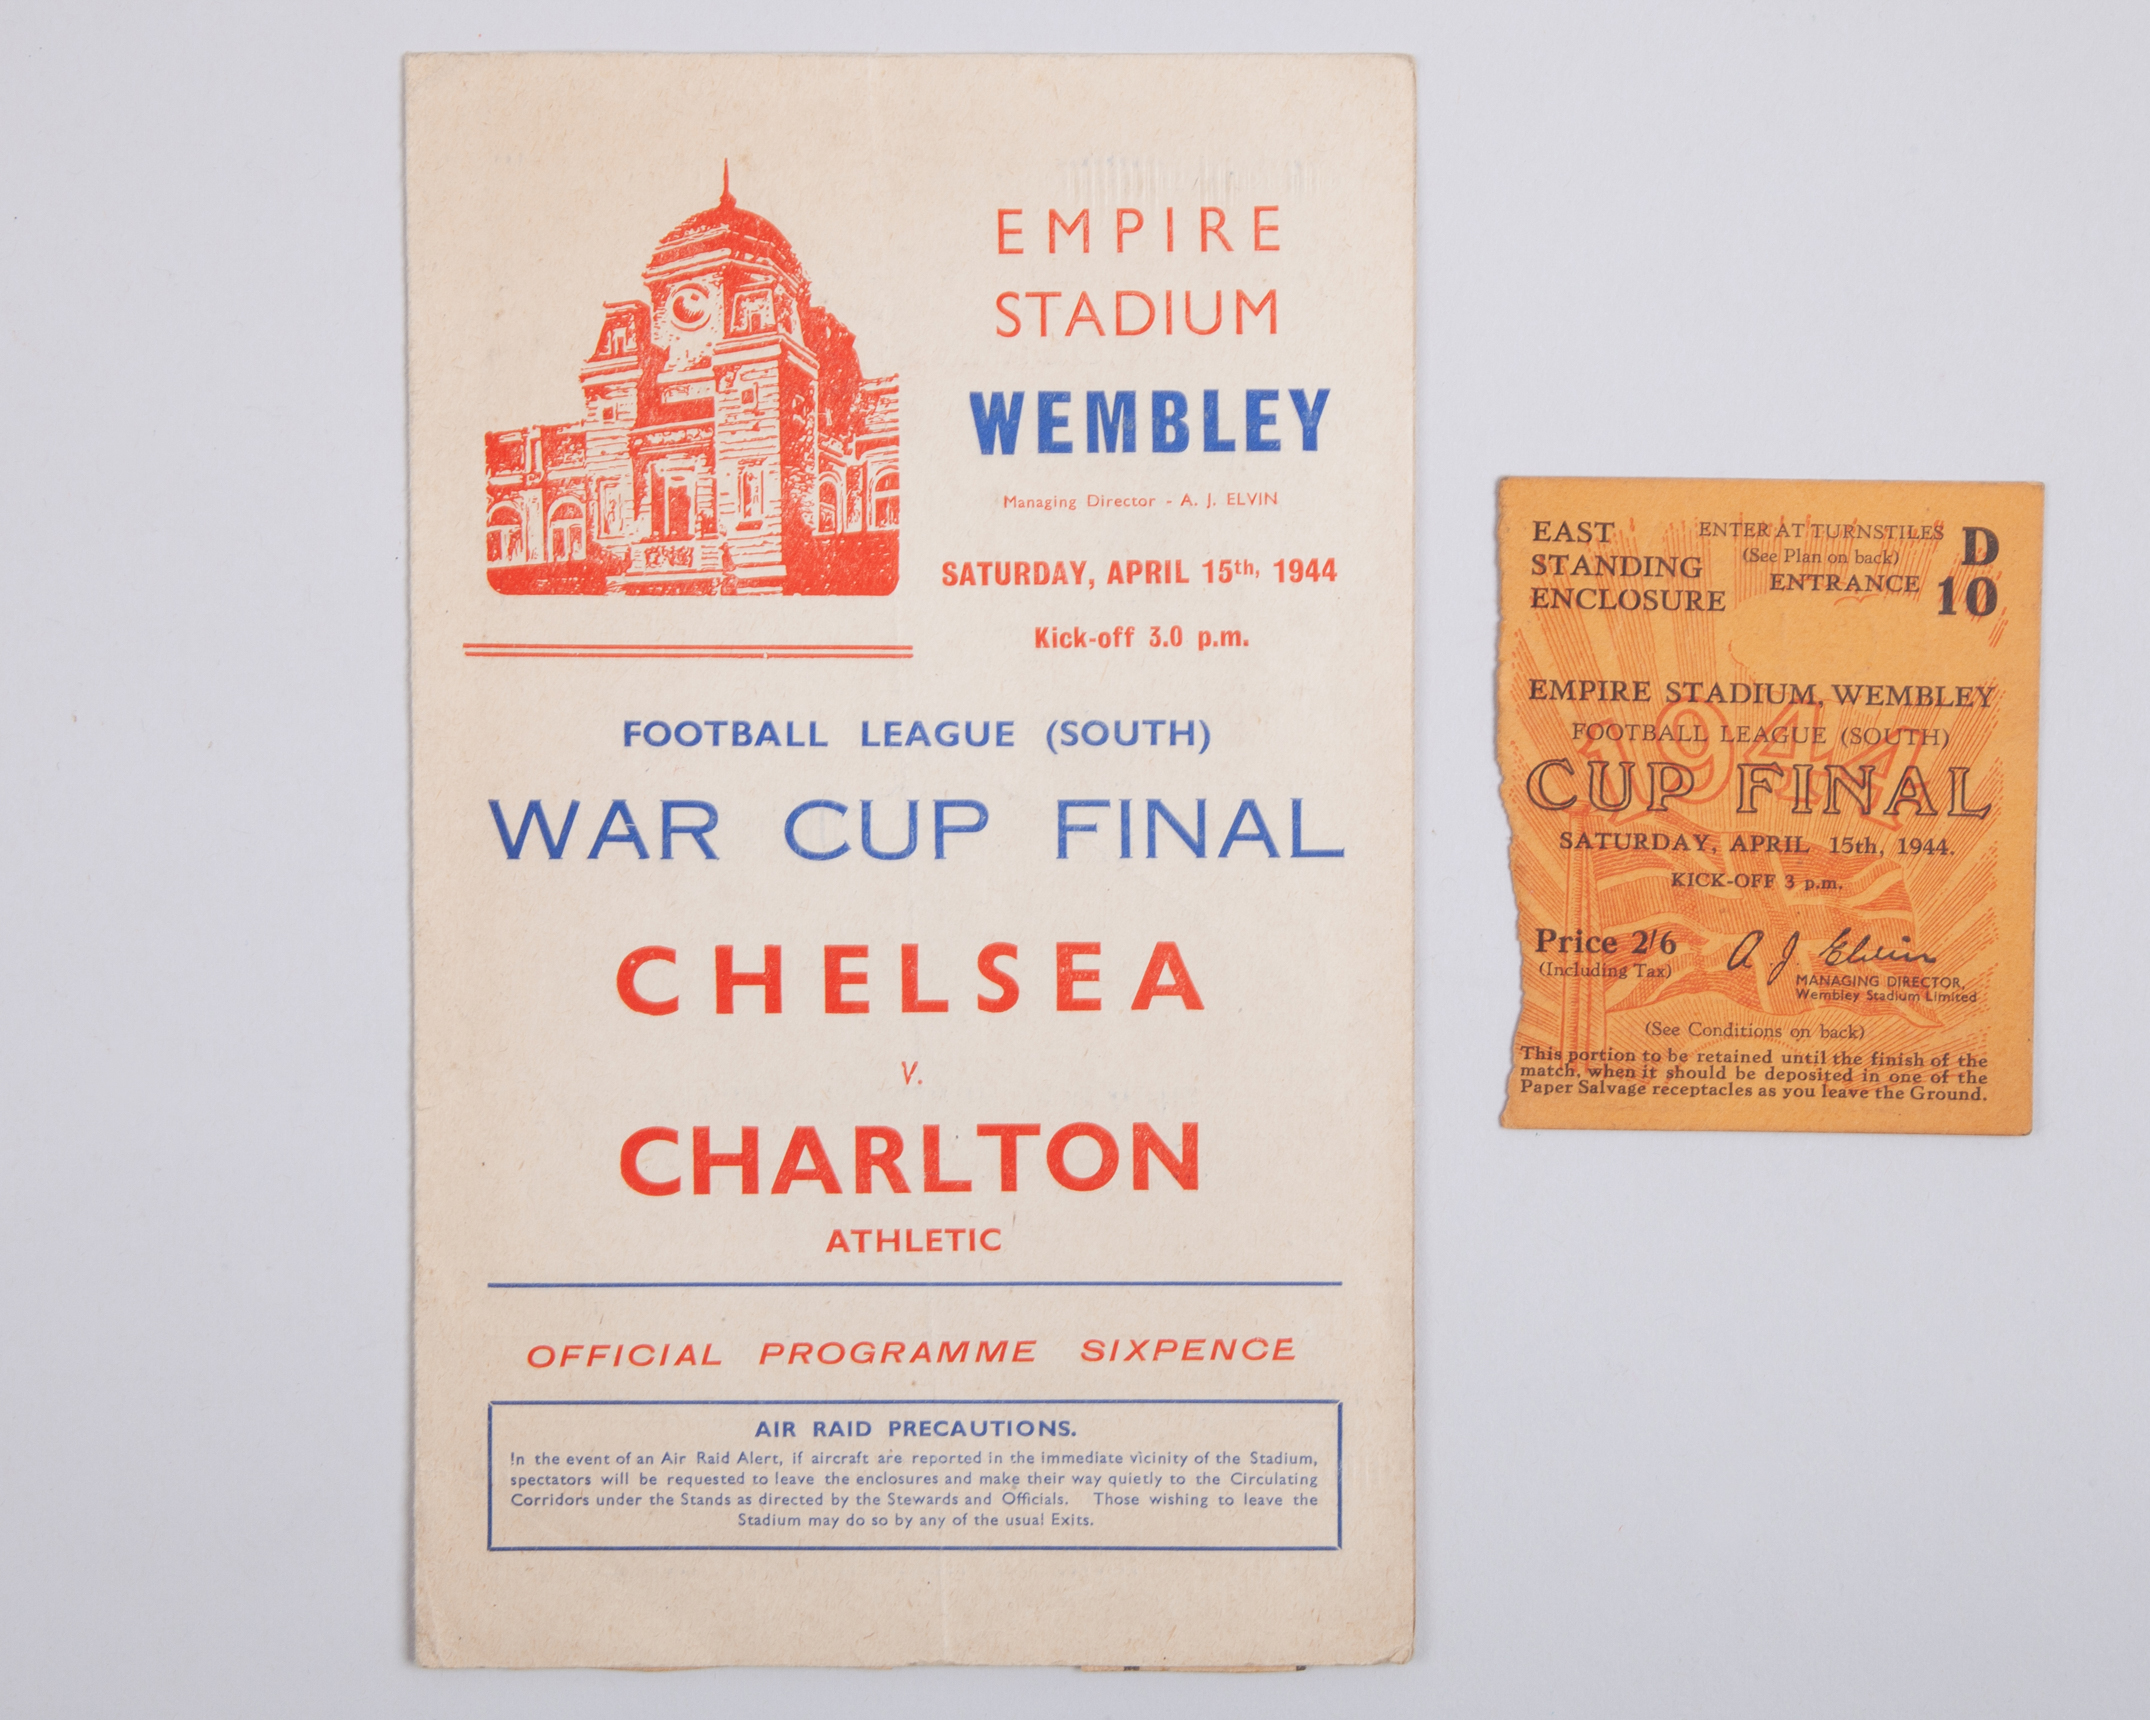 EMPIRE
STADIUM
WEMBLEY
Managing Director - A. J. ELVIN
SATURDAY, APRIL 15th, 1944
Kick-off 3.0 p.m.
FOOTBALL LEAGUE (SOUTH)
WAR CUP FINAL
CHELSEA
V.
CHARLTON
ATHLETIC
OFFICIAL PROGRAMME SIXPENCE
AIR RAID PRECAUTIONS.
In the event of an Air Raid Alert, if aircraft are reported in the immediate vicinity of the Stadium,
spectators will be requested to leave the enclosures and make their way quietly to the Circulating
Corridors under the Stands as directed by the Stewards and Officials. Those wishing to leave the
Stadium may do so by any of the usual Exits.
EAST
STANDING
ENCLOSURE
ENTER AT TURNSTILES D
(See Plan on back)
ENTRANCE 10
EMPIRE STADIUM, WEMBLEY
FOOTBALL LEAGUE (SOUTH)
1944
CUP FINAL
SATURDAY, APRIL 15th, 1944.
KICK-OFF 3 p.m.
Price 2/6
(Including Tax)
A J Elvin
MANAGING DIRECTOR,
Wembley Stadium Limited
(See Conditions on back)
This portion to be retained until the finish of the
match, when it should be deposited in one of the
Paper Salvage receptacles as you leave the Ground.